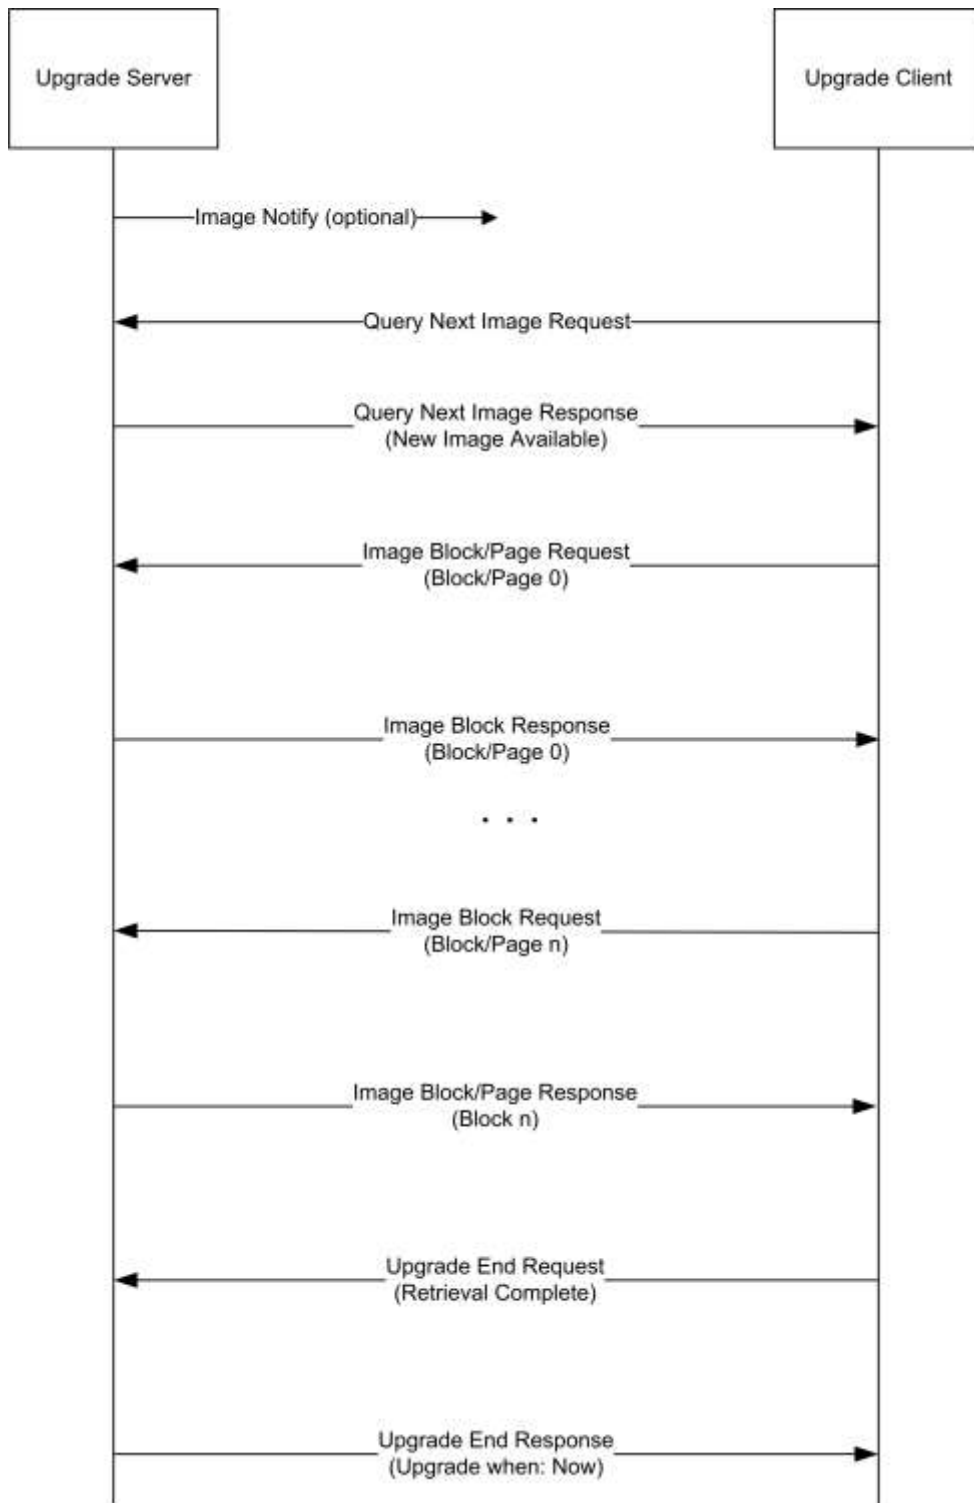 Upgrade Server
Upgrade Client
Image Notify (optional)
Query Next Image Request
Query Next Image Response
(New Image Available)
Image Block/Page Request
(Block/Page 0)
Image Block Response
(Block/Page 0)
. . .
Image Block Request
(Block/Page n)
Image Block/Page Response
(Block n)
Upgrade End Request
(Retrieval Complete)
Upgrade End Response
(Upgrade when: Now)